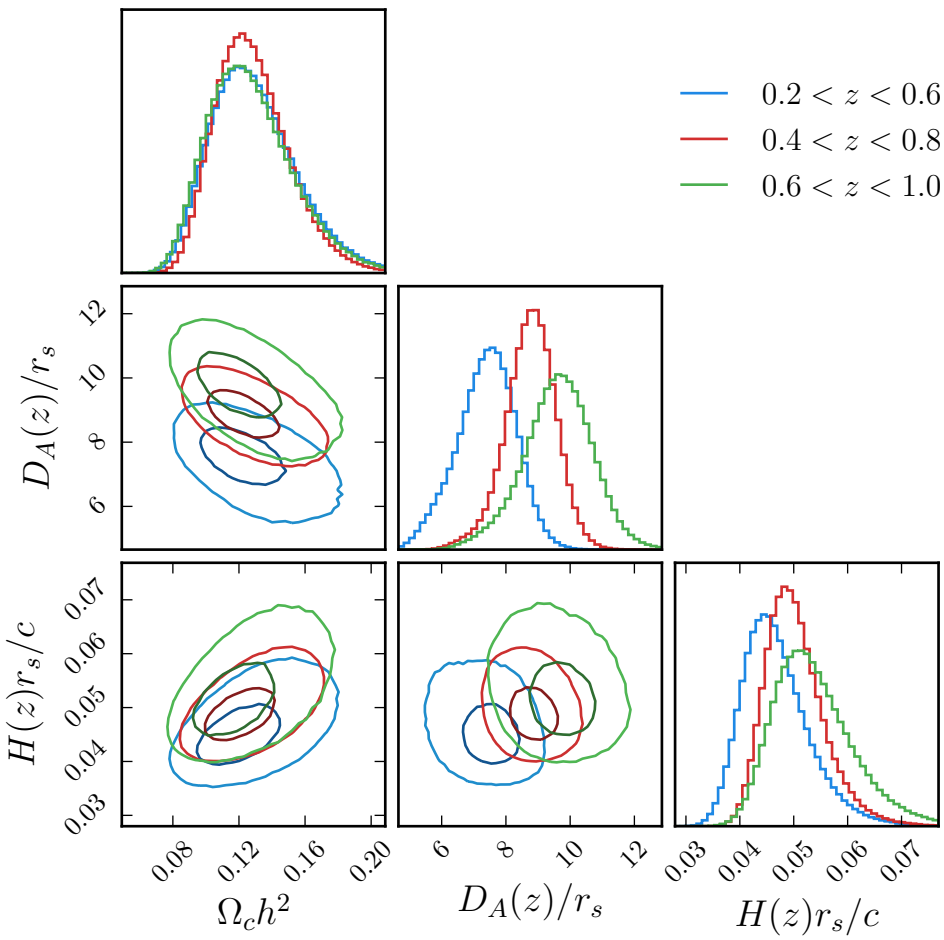 0.2 < z < 0.6
0.4 < z < 0.8
0.6 < z < 1.0
D_A(z)/r_s
12
10
8
6
H(z)r_s/c
0.07
0.06
0.05
0.04
0.03
0.08 0.12 0.16 0.20
6 8 10 12
0.03 0.04 0.05 0.06 0.07
Ω_c h²
D_A(z)/r_s
H(z)r_s/c